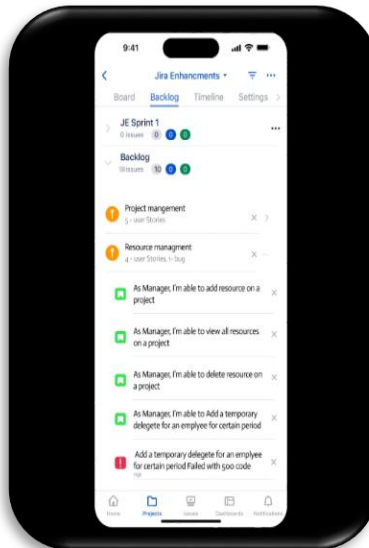 9:41
Jira Enhancments
Board Backlog Timeline Settings
JE Sprint 1
0 issues 0 0 0
Backlog
issues 10 0 0
Project mangement
5 - user Stories
Resource managment
4 - user Stories, 1- bug
As Manager, I'm able to add resource on a
project
As Manager, I'm able to view all resources
on a project
As Manager, I'm able to delete resource on
a project
As Manager, I'm able to Add a temporary
delegete for an emplyee for certain period
Add a temporary delegete for an emplyee
for certain period Failed with 500 code
Home Projects Issues Dashboards Notifications